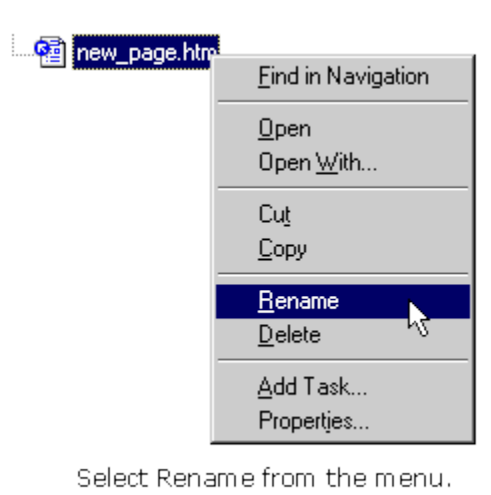 new_page.htm
Find in Navigation
Open
Open With...
Cut
Copy
Rename
Delete
Add Task...
Properties...
Select Rename from the menu.